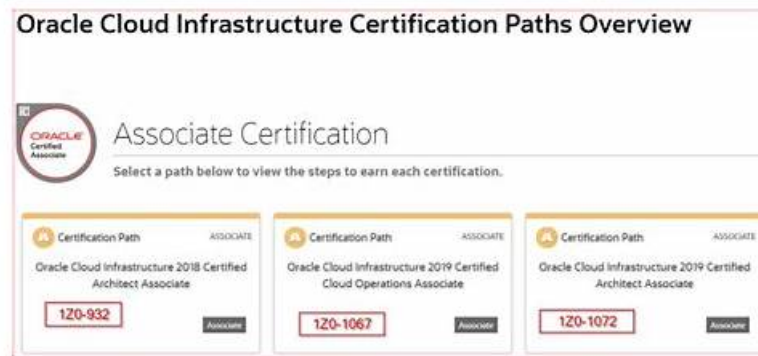 Oracle Cloud Infrastructure Certification Paths Overview
ORACLE
Certified
Associate
Associate Certification
Select a path below to view the steps to earn each certification.
Certification Path ASSOCIATE
Oracle Cloud Infrastructure 2018 Certified
Architect Associate
1Z0-932
Associate
Certification Path ASSOCIATE
Oracle Cloud Infrastructure 2019 Certified
Cloud Operations Associate
1Z0-1067
Associate
Certification Path ASSOCIATE
Oracle Cloud Infrastructure 2019 Certified
Architect Associate
1Z0-1072
Associate